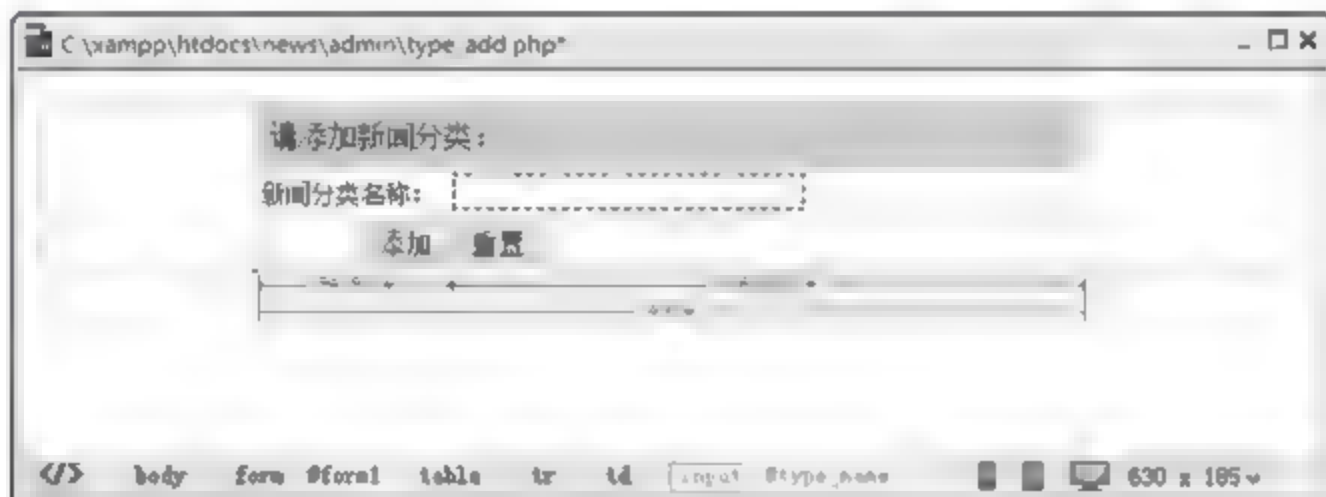 C:\xampp\htdocs\news\admin\type_add.php*
请添加新闻分类：
新闻分类名称：
添加 重置
</> body form #form1 table tr td input #type_name 630 x 185